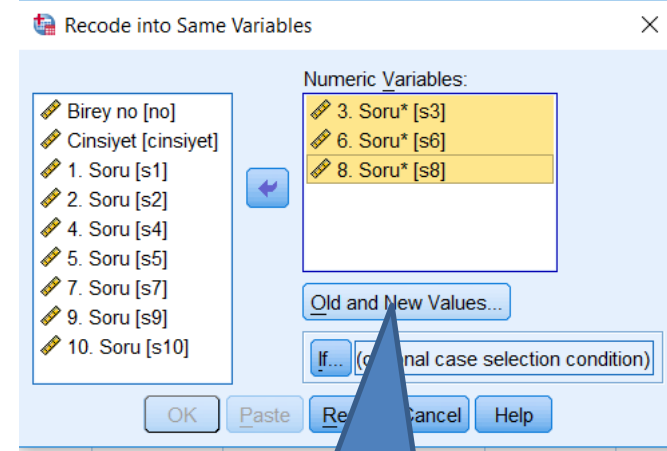 Recode into Same Variables
Numeric Variables:
Birey no [no]
Cinsiyet [cinsiyet]
1. Soru [s1]
2. Soru [s2]
4. Soru [s4]
5. Soru [s5]
7. Soru [s7]
9. Soru [s9]
10. Soru [s10]
3. Soru* [s3]
6. Soru* [s6]
8. Soru* [s8]
Old and New Values...
If... (optional case selection condition)
OK Paste Cancel Help